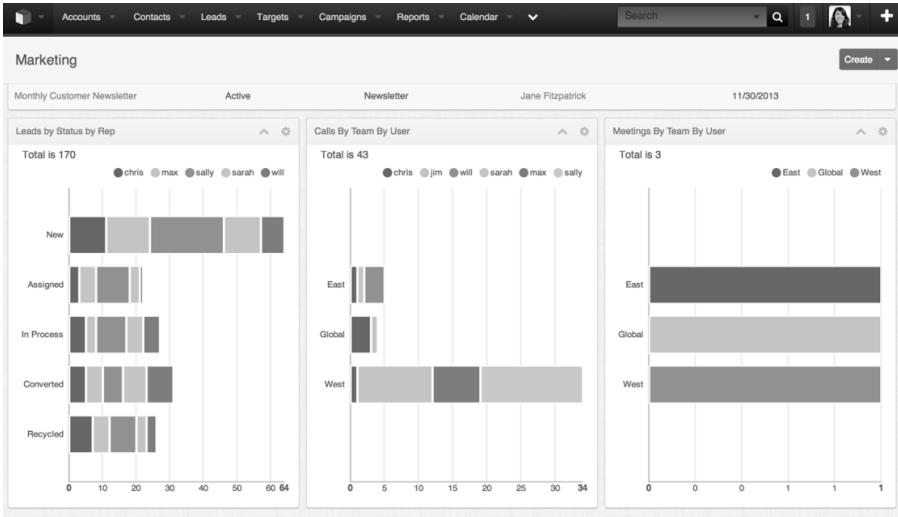 Accounts Contacts Leads Targets Campaigns Reports Calendar Search 1
Marketing Create
Monthly Customer Newsletter Active Newsletter Jane Fitzpatrick 11/30/2013
Leads by Status by Rep
Total is 170
chris max sally sarah will
New
Assigned
In Process
Converted
Recycled
0 10 20 30 40 50 60 64
Calls By Team By User
Total is 43
chris jim will sarah max sally
East
Global
West
0 5 10 15 20 25 30 34
Meetings By Team By User
Total is 3
East Global West
East
Global
West
0 0 0 1 1 1